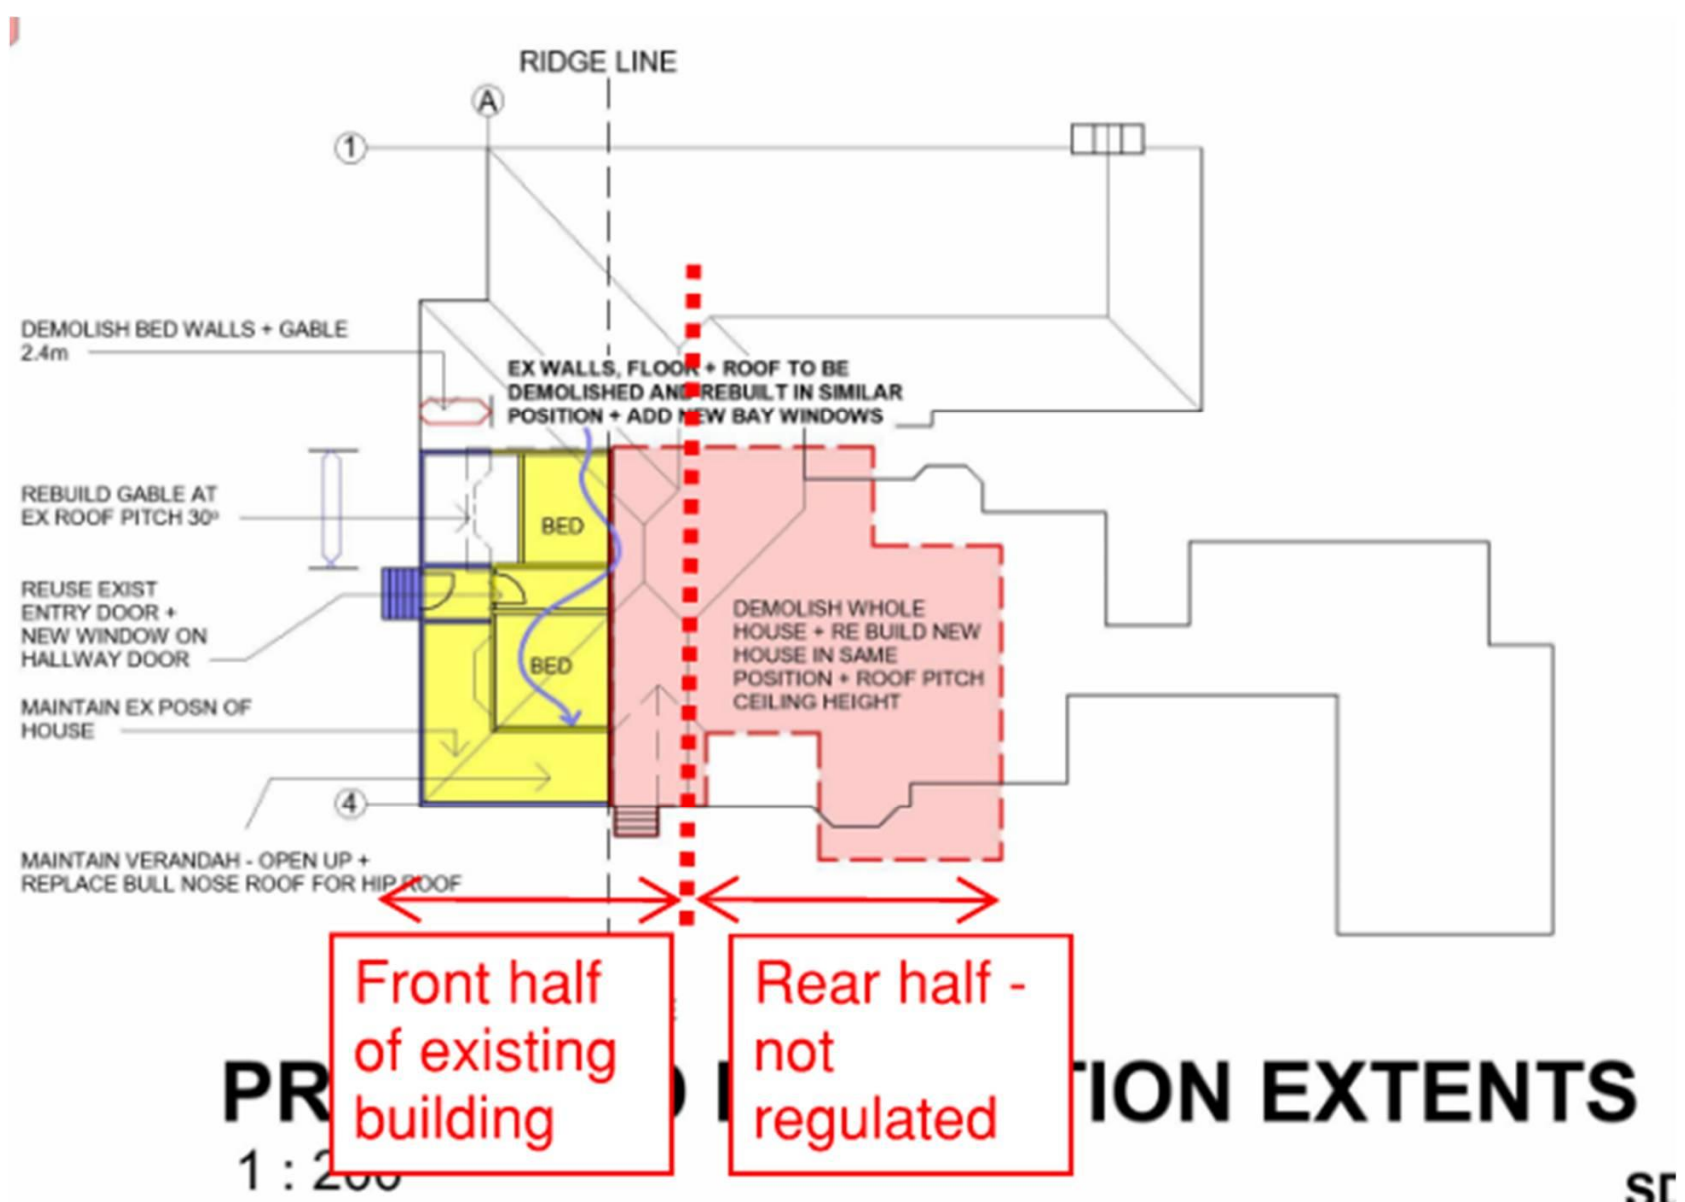 RIDGE LINE
A
1
DEMOLISH BED WALLS + GABLE
2.4m
EX WALLS, FLOOR + ROOF TO BE
DEMOLISHED AND REBUILT IN SIMILAR
POSITION + ADD NEW BAY WINDOWS
REBUILD GABLE AT
EX ROOF PITCH 30º
BED
REUSE EXIST
ENTRY DOOR +
NEW WINDOW ON
HALLWAY DOOR
DEMOLISH WHOLE
HOUSE + RE BUILD NEW
HOUSE IN SAME
POSITION + ROOF PITCH
CEILING HEIGHT
BED
MAINTAIN EX POSN OF
HOUSE
4
MAINTAIN VERANDAH - OPEN UP +
REPLACE BULL NOSE ROOF FOR HIP ROOF
Front half
of existing
building
Rear half -
not
regulated
EXTENTS
1 : 200